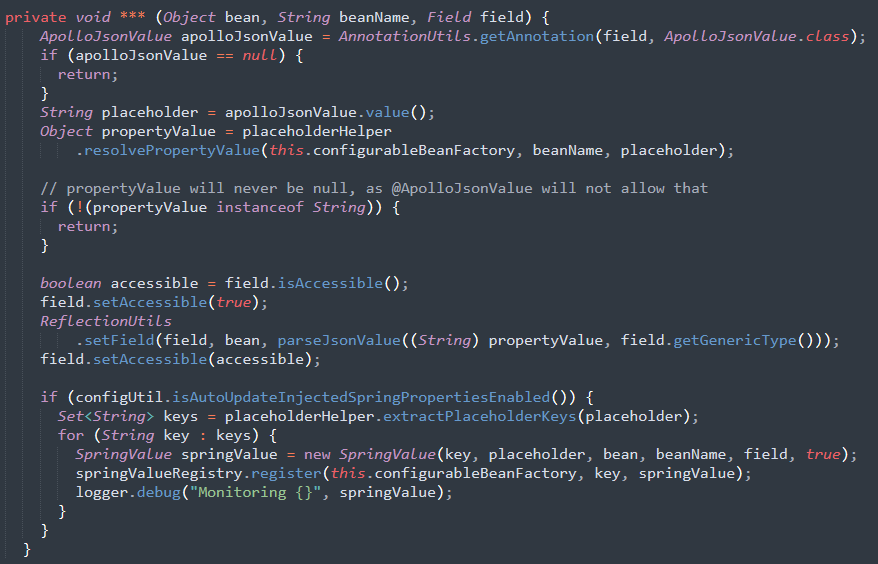 private void *** (Object bean, String beanName, Field field) {
    ApolloJsonValue apolloJsonValue = AnnotationUtils.getAnnotation(field, ApolloJsonValue.class);
    if (apolloJsonValue == null) {
      return;
    }
    String placeholder = apolloJsonValue.value();
    Object propertyValue = placeholderHelper
        .resolvePropertyValue(this.configurableBeanFactory, beanName, placeholder);

    // propertyValue will never be null, as @ApolloJsonValue will not allow that
    if (!(propertyValue instanceof String)) {
      return;
    }

    boolean accessible = field.isAccessible();
    field.setAccessible(true);
    ReflectionUtils
        .setField(field, bean, parseJsonValue((String) propertyValue, field.getGenericType()));
    field.setAccessible(accessible);

    if (configUtil.isAutoUpdateInjectedSpringPropertiesEnabled()) {
      Set<String> keys = placeholderHelper.extractPlaceholderKeys(placeholder);
      for (String key : keys) {
        SpringValue springValue = new SpringValue(key, placeholder, bean, beanName, field, true);
        springValueRegistry.register(this.configurableBeanFactory, key, springValue);
        logger.debug("Monitoring {}", springValue);
      }
    }
  }